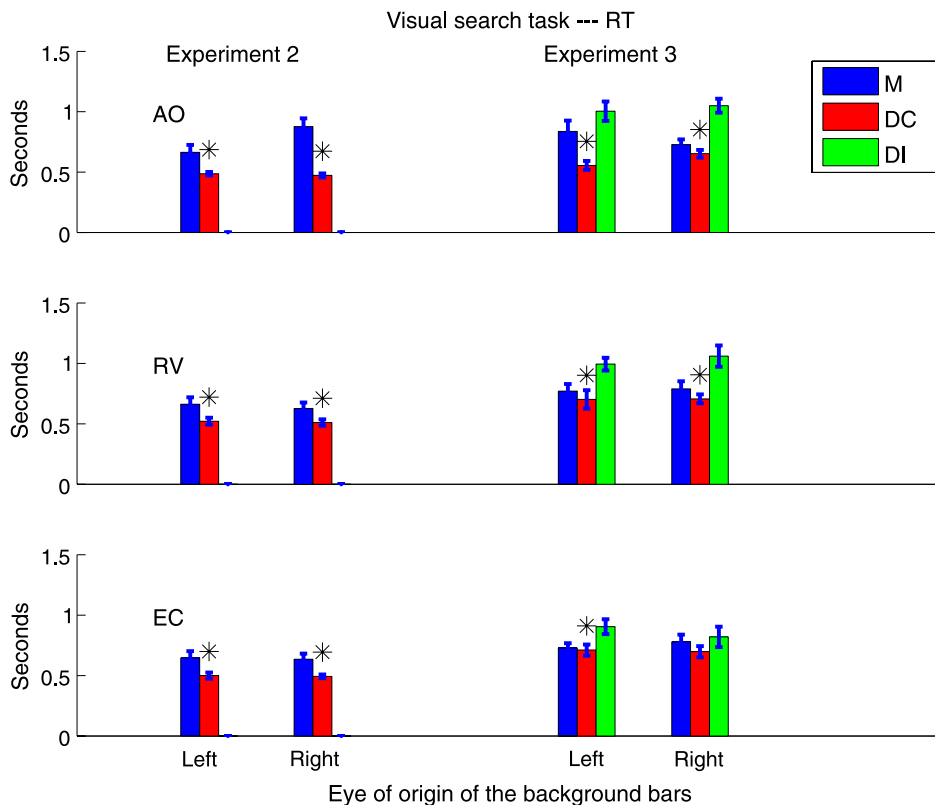 Visual search task --- RT
Experiment 2
Experiment 3
M
DC
DI
AO
Seconds
1.5
1
0.5
0
RV
Seconds
1.5
1
0.5
0
EC
Seconds
1.5
1
0.5
0
Left
Right
Left
Right
Eye of origin of the background bars